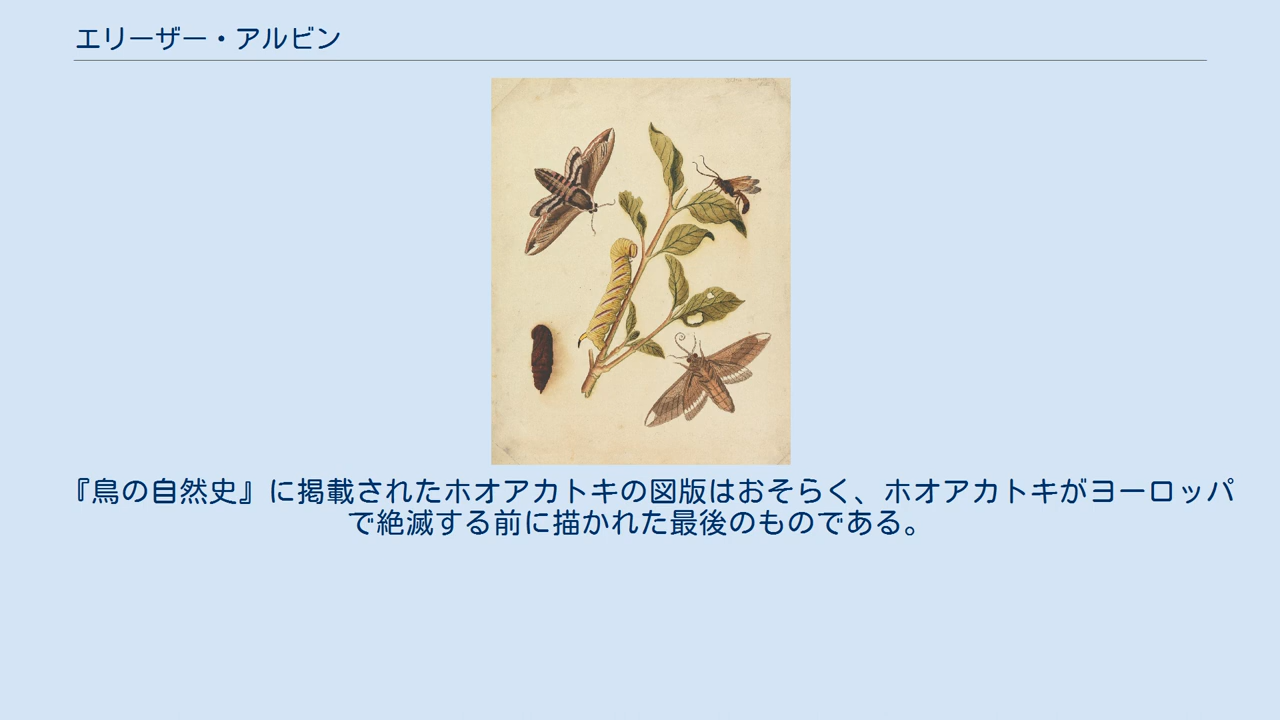 エリーザー・アルビン
『鳥の自然史』に掲載されたホオアカトキの図版はおそらく、ホオアカトキがヨーロッパ
で絶滅する前に描かれた最後のものである。